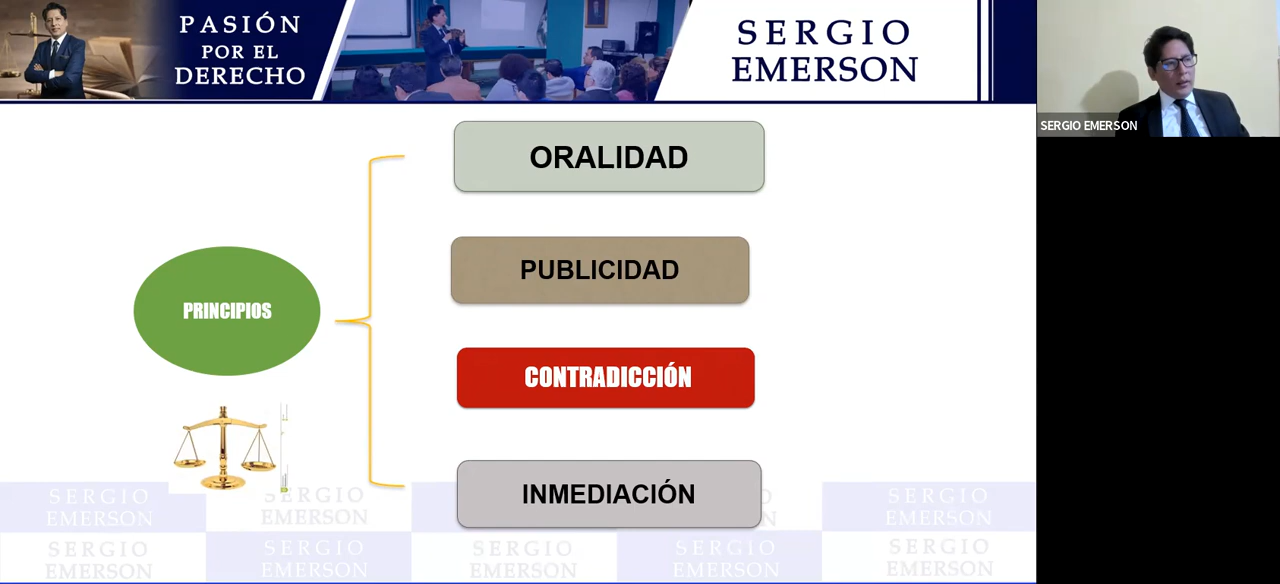 PASIÓN
POR EL
DERECHO
SERGIO
EMERSON
SERGIO EMERSON
ORALIDAD
PUBLICIDAD
PRINCIPIOS
CONTRADICCIÓN
INMEDIACIÓN
SERGIO
EMERSON
SERGIO
EMERSON
SERGIO
EMERSON
SERGIO
EMERSON
SERGIO
EMERSON
SERGIO
EMERSON
SERGIO
EMERSON
SERGIO
EMERSON